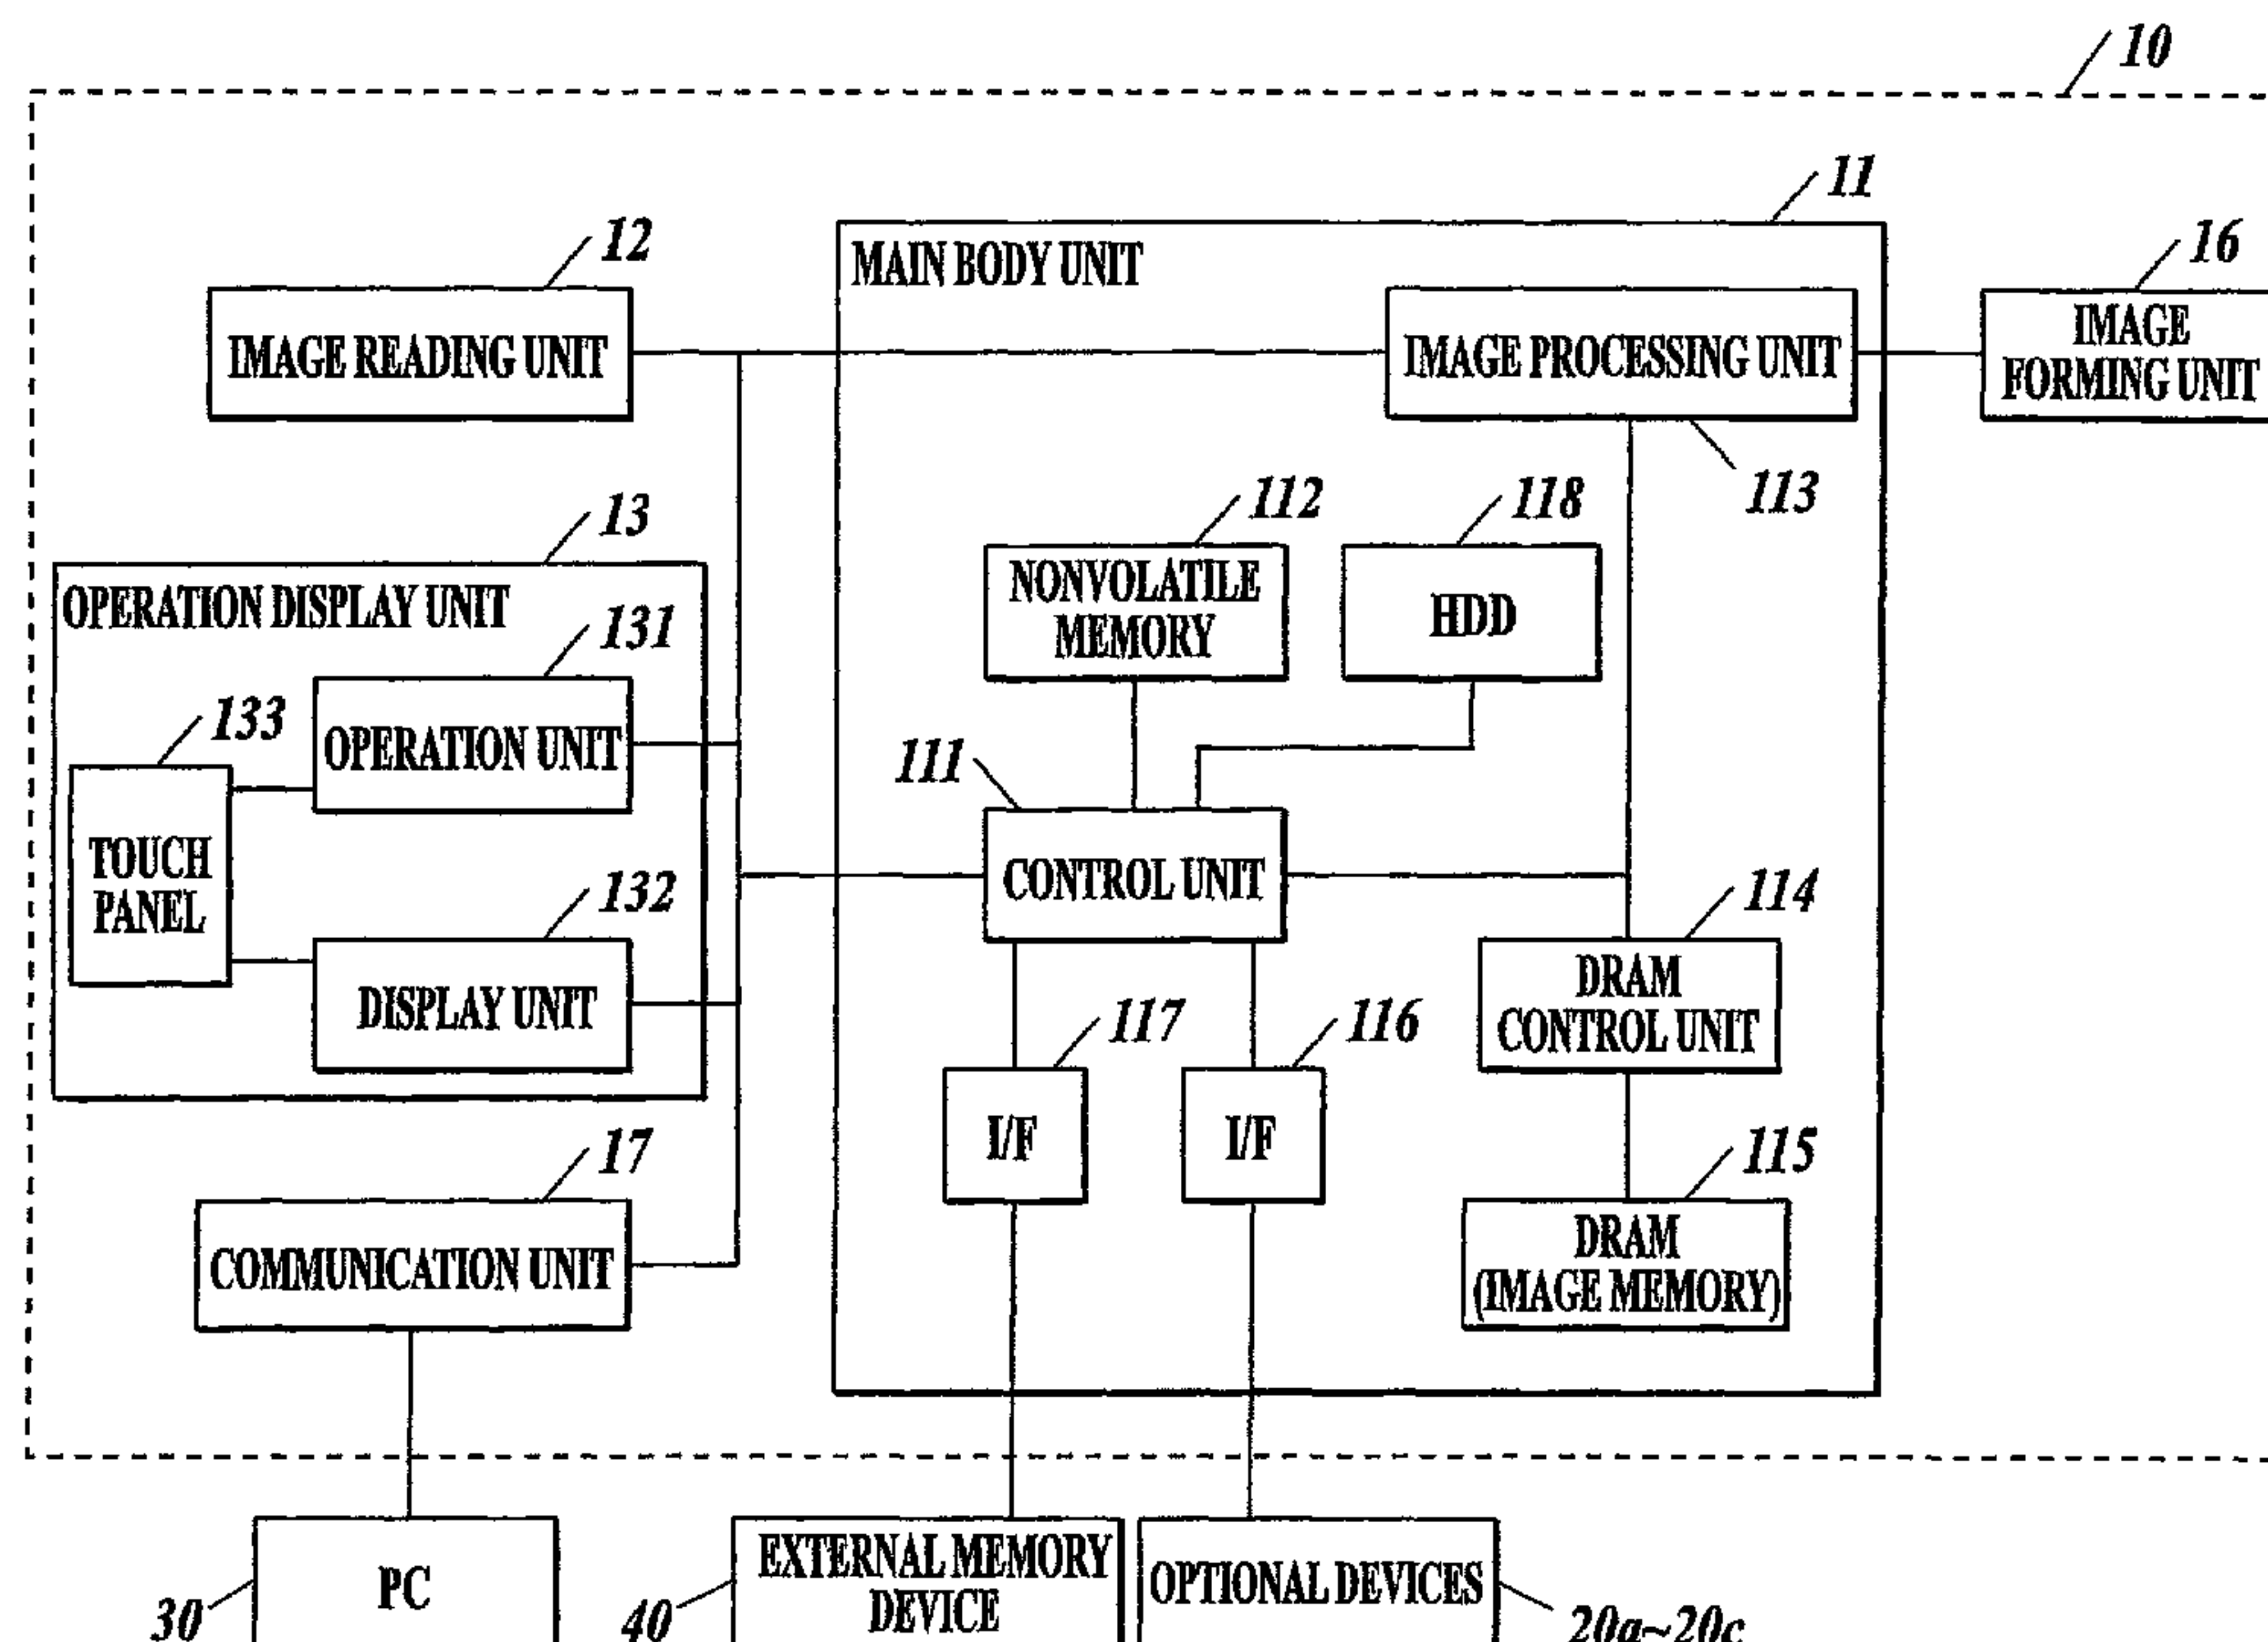 10
11
12
16
MAIN BODY UNIT
IMAGE READING UNIT
IMAGE PROCESSING UNIT
IMAGE
FORMING UNIT
113
112
118
13
OPERATION DISPLAY UNIT
NONVOLATILE
MEMORY
HDD
131
133
OPERATION UNIT
111
TOUCH
PANEL
CONTROL UNIT
132
114
DISPLAY UNIT
DRAM
CONTROL UNIT
117
116
I/F
I/F
17
115
COMMUNICATION UNIT
DRAM
(IMAGE MEMORY)
PC
30
EXTERNAL MEMORY
DEVICE
40
OPTIONAL DEVICES
20a~20c